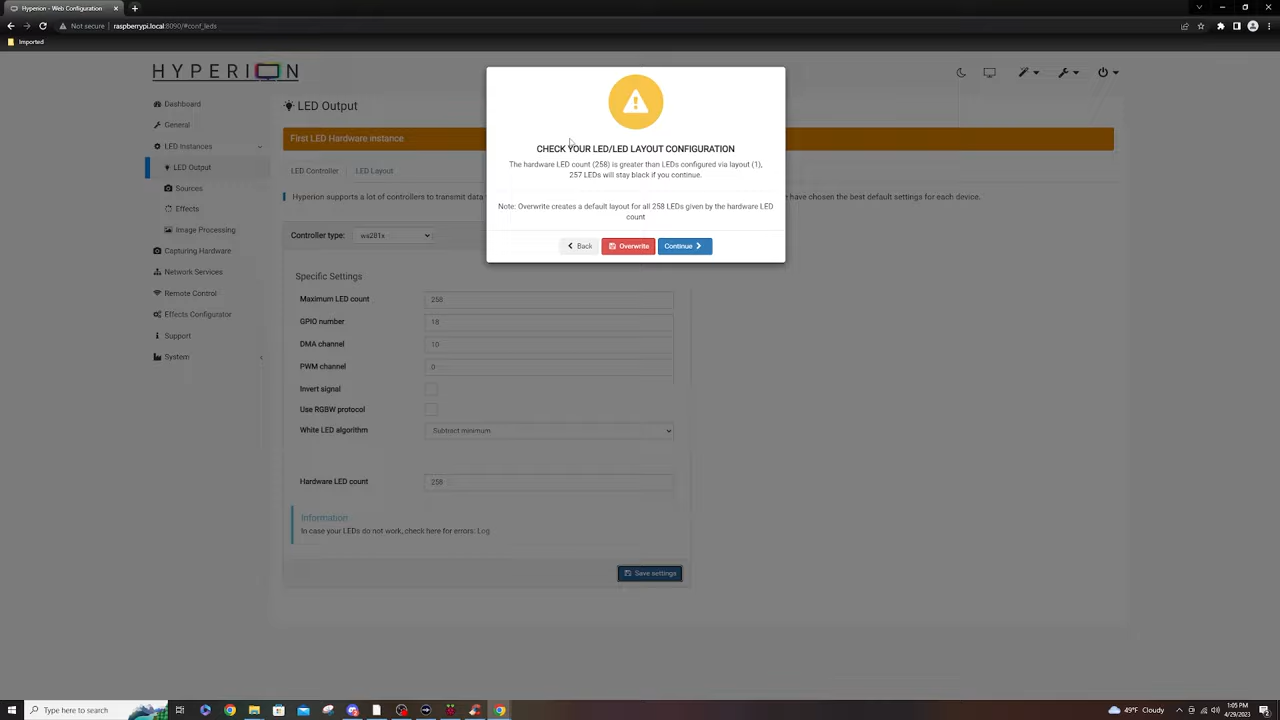 Hyperion - Web Configuration
Not secure
raspberrypi.local:8090/#conf_leds
Imported
HYPERION
Dashboard
General
LED Instances
LED Output
Sources
Effects
Image Processing
Capturing Hardware
Network Services
Remote Control
Effects Configurator
Support
System
LED Output
First LED Hardware instance
LED Controller
LED Layout
Hyperion supports a lot of controllers to transmit data
have chosen the best default settings for each device.
Controller type:
ws281x
Specific Settings
Maximum LED count
258
GPIO number
18
DMA channel
10
PWM channel
0
Invert signal
Use RGBW protocol
White LED algorithm
Subtract minimum
Hardware LED count
258
Information
In case your LEDs do not work, check here for errors: Log
Save settings
CHECK YOUR LED/LED LAYOUT CONFIGURATION
The hardware LED count (258) is greater than LEDs configured via layout (1),
257 LEDs will stay black if you continue.
Note: Overwrite creates a default layout for all 258 LEDs given by the hardware LED
count
Back
Overwrite
Continue
Type here to search
49°F Cloudy
1:05 PM
4/29/2023